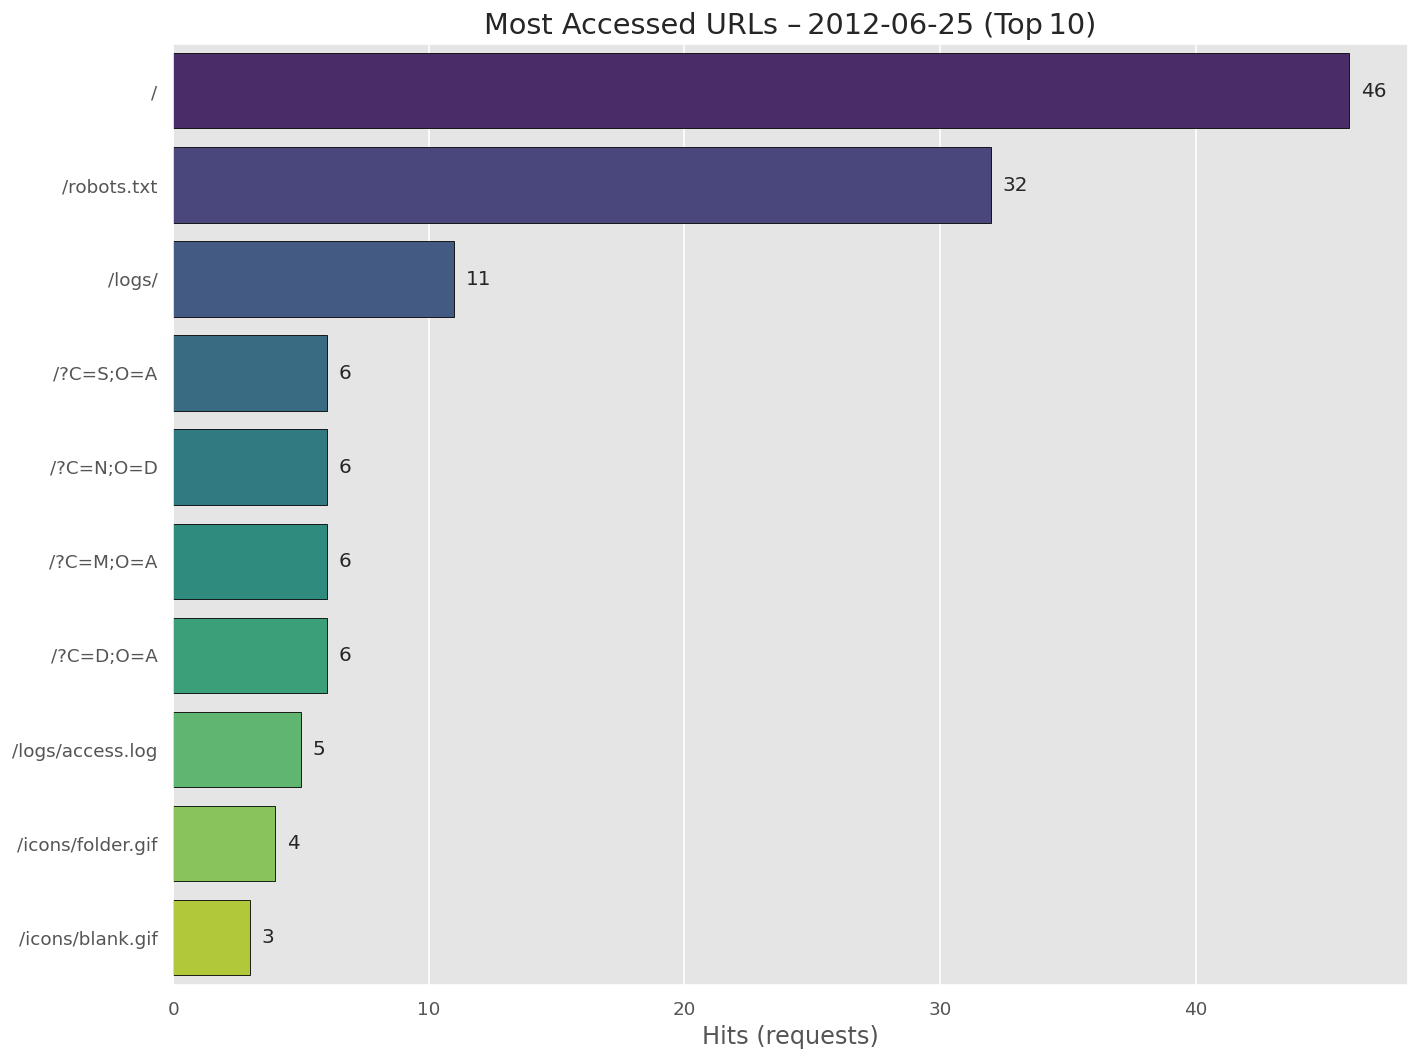 Most Accessed URLs – 2012-06-25 (Top 10)
/ 46
/robots.txt 32
/logs/ 11
/?C=S;O=A 6
/?C=N;O=D 6
/?C=M;O=A 6
/?C=D;O=A 6
/logs/access.log 5
/icons/folder.gif 4
/icons/blank.gif 3
0 10 20 30 40
Hits (requests)